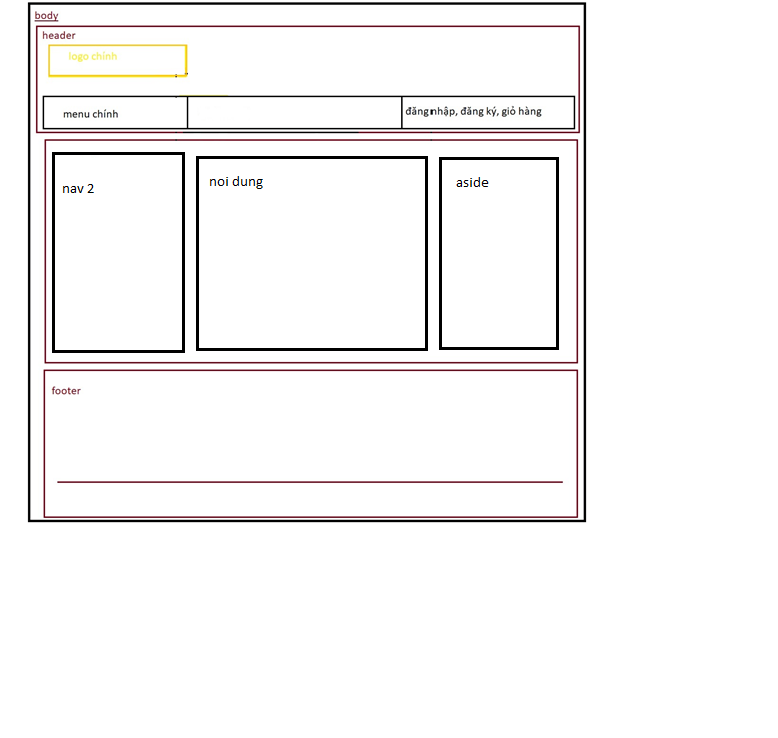 body
header
logo chính
menu chính
đăng nhập, đăng ký, giỏ hàng
nav 2
noi dung
aside
footer